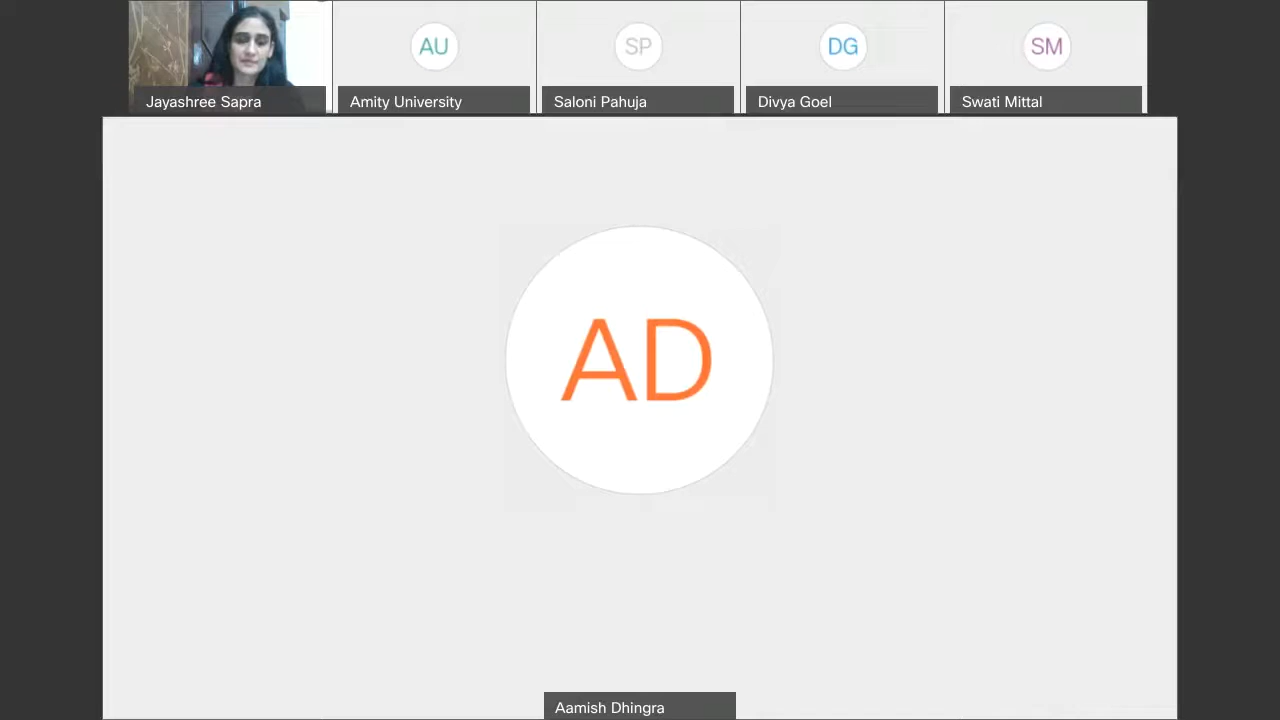 AU
SP
DG
SM
Jayashree Sapra
Amity University
Saloni Pahuja
Divya Goel
Swati Mittal
AD
Aamish Dhingra